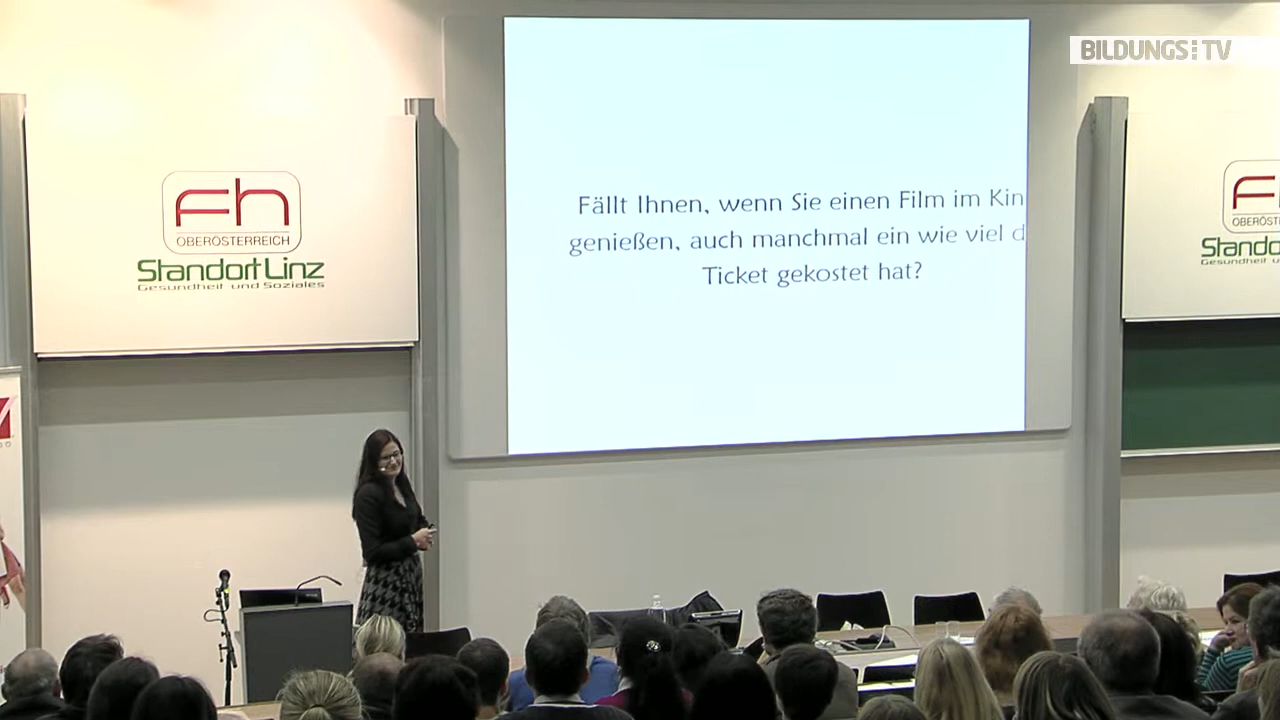 BILDUNGS TV
Fällt Ihnen, wenn Sie einen Film im Kin
genießen, auch manchmal ein wie viel d
Ticket gekostet hat?
fh
OBERÖSTERREICH
Standort Linz
Gesundheit und Soziales